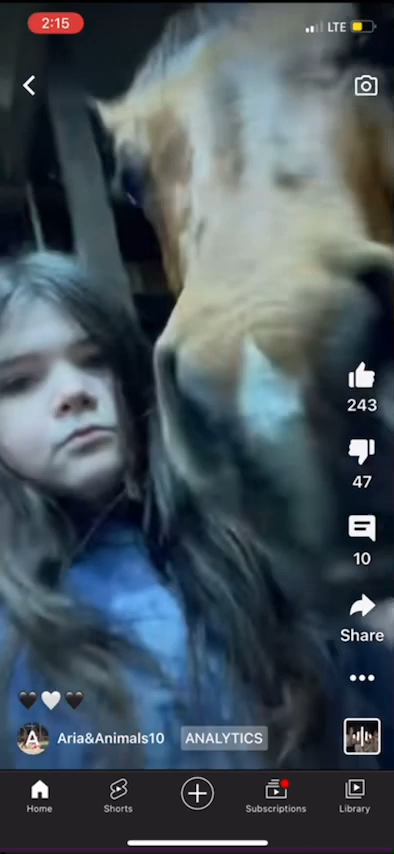 2:15
LTE
243
47
10
Share
🖤🤍🖤
A Aria&Animals10 ANALYTICS
Home Shorts Subscriptions Library